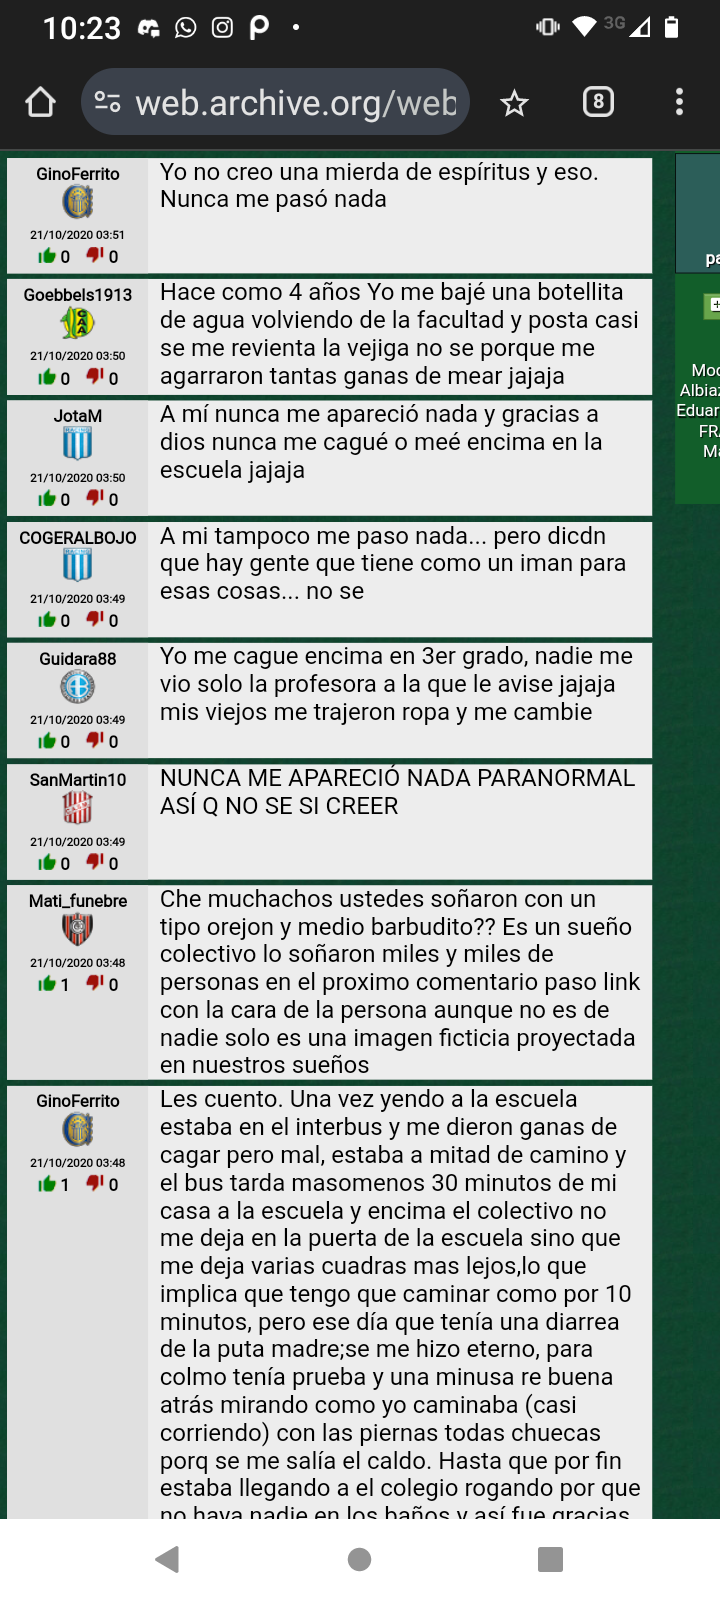 10:23
3G
web.archive.org/web
8
GinoFerrito
21/10/2020 03:51
0 0
Yo no creo una mierda de espíritus y eso.
Nunca me pasó nada
Goebbels1913
21/10/2020 03:50
0 0
Hace como 4 años Yo me bajé una botellita
de agua volviendo de la facultad y posta casi
se me revienta la vejiga no se porque me
agarraron tantas ganas de mear jajaja
JotaM
21/10/2020 03:50
0 0
A mí nunca me apareció nada y gracias a
dios nunca me cagué o meé encima en la
escuela jajaja
COGERALBOJO
21/10/2020 03:49
0 0
A mi tampoco me paso nada... pero dicdn
que hay gente que tiene como un iman para
esas cosas... no se
Guidara88
21/10/2020 03:49
0 0
Yo me cague encima en 3er grado, nadie me
vio solo la profesora a la que le avise jajaja
mis viejos me trajeron ropa y me cambie
SanMartin10
21/10/2020 03:49
0 0
NUNCA ME APARECIÓ NADA PARANORMAL
ASÍ Q NO SE SI CREER
Mati_funebre
21/10/2020 03:48
1 0
Che muchachos ustedes soñaron con un
tipo orejon y medio barbudito?? Es un sueño
colectivo lo soñaron miles y miles de
personas en el proximo comentario paso link
con la cara de la persona aunque no es de
nadie solo es una imagen ficticia proyectada
en nuestros sueños
GinoFerrito
21/10/2020 03:48
1 0
Les cuento. Una vez yendo a la escuela
estaba en el interbus y me dieron ganas de
cagar pero mal, estaba a mitad de camino y
el bus tarda masomenos 30 minutos de mi
casa a la escuela y encima el colectivo no
me deja en la puerta de la escuela sino que
me deja varias cuadras mas lejos,lo que
implica que tengo que caminar como por 10
minutos, pero ese día que tenía una diarrea
de la puta madre;se me hizo eterno, para
colmo tenía prueba y una minusa re buena
atrás mirando como yo caminaba (casi
corriendo) con las piernas todas chuecas
porq se me salía el caldo. Hasta que por fin
estaba llegando a el colegio rogando por que
no haya nadie en los baños y así fue gracias
pa
Mod
Albiaz
Eduar
FR
Ma